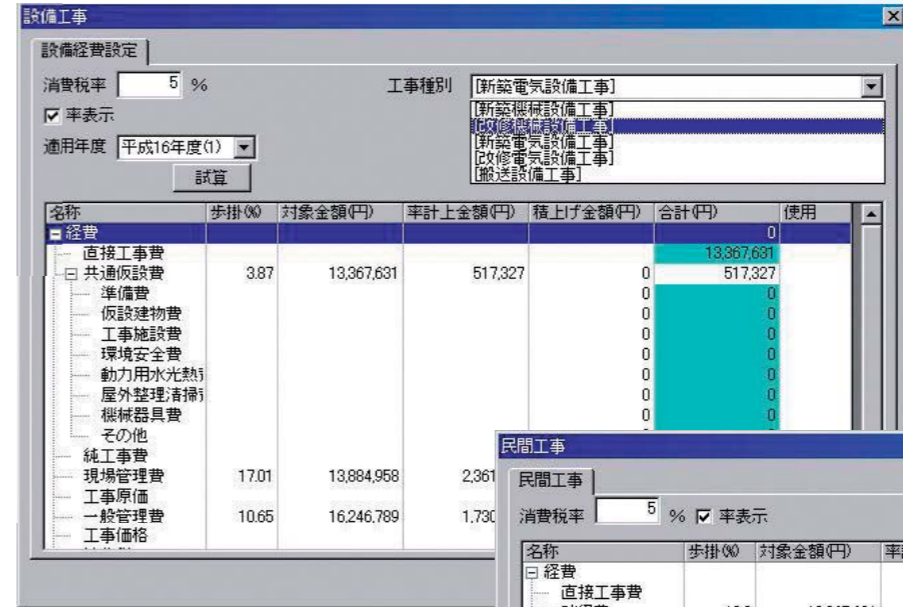 設備工事
設備経費設定
消費税率 5 %
工事種別 [新築電気設備工事]
[新築機械設備工事]
[改修機械設備工事]
[新築電気設備工事]
[改修電気設備工事]
[搬送設備工事]
率表示
適用年度 平成16年度(1)
試算
名称 歩掛(%) 対象金額(円) 率計上金額(円) 積上げ金額(円) 合計(円) 使用
経費 0
直接工事費 13,367,631
共通仮設費 3.87 13,367,631 517,327 0 517,327
準備費 0 0
仮設建物費 0 0
工事施設費 0 0
環境安全費 0 0
動力用水光熱 0 0
屋外整理清掃 0 0
機械器具費 0 0
その他
純工事費
現場管理費 17.01 13,884,958 2,361
工事原価
一般管理費 10.65 16,246,789 1,730
工事価格
民間工事
民間工事
消費税率 5 % 率表示
名称 歩掛(%) 対象金額(円) 率
経費
直接工事費